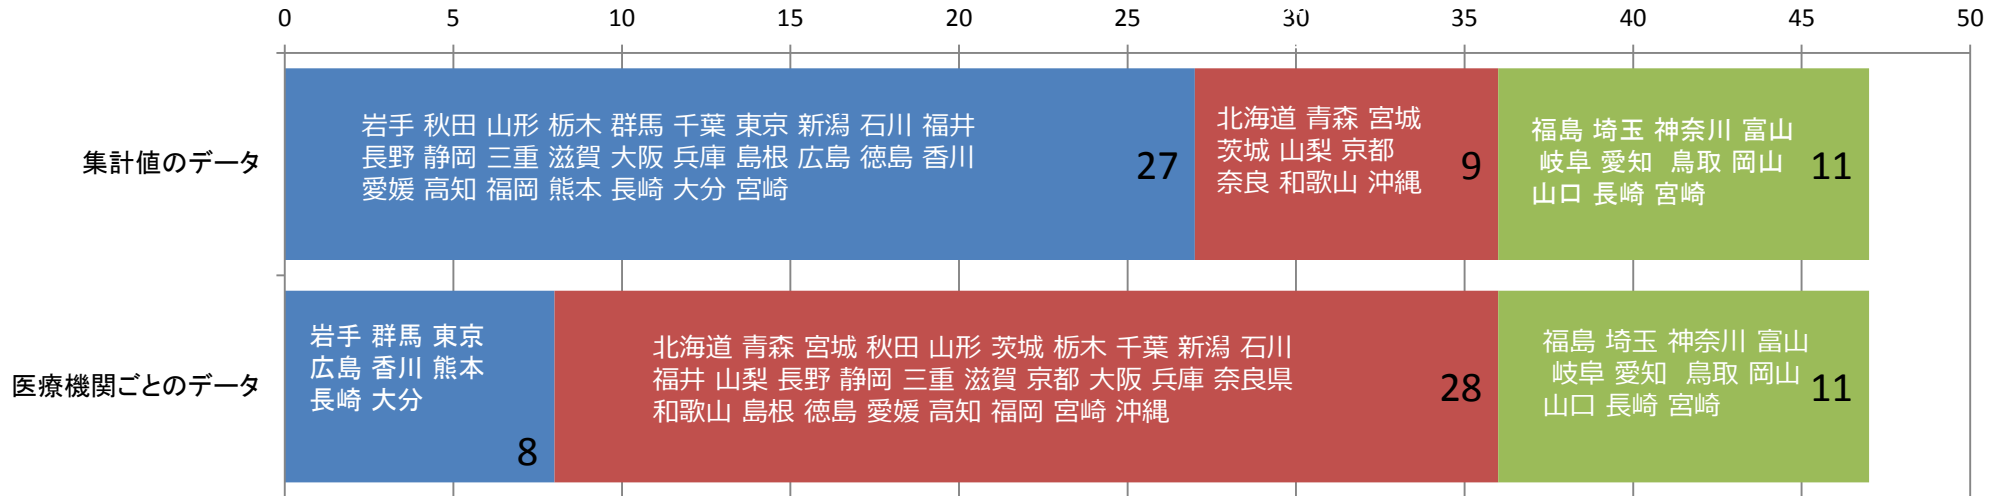 0 5 10 15 20 25 30 35 40 45 50
集計値のデータ
岩手 秋田 山形 栃木 群馬 千葉 東京 新潟 石川 福井
長野 静岡 三重 滋賀 大阪 兵庫 島根 広島 徳島 香川
愛媛 高知 福岡 熊本 長崎 大分 宮崎
27
北海道 青森 宮城
茨城 山梨 京都
奈良 和歌山 沖縄
9
福島 埼玉 神奈川 富山
岐阜 愛知 鳥取 岡山
山口 長崎 宮崎
11
医療機関ごとのデータ
岩手 群馬 東京
広島 香川 熊本
長崎 大分
8
北海道 青森 宮城 秋田 山形 茨城 栃木 千葉 新潟 石川
福井 山梨 長野 静岡 三重 滋賀 京都 大阪 兵庫 奈良県
和歌山 島根 徳島 愛媛 高知 福岡 宮崎 沖縄
28
福島 埼玉 神奈川 富山
岐阜 愛知 鳥取 岡山
山口 長崎 宮崎
11